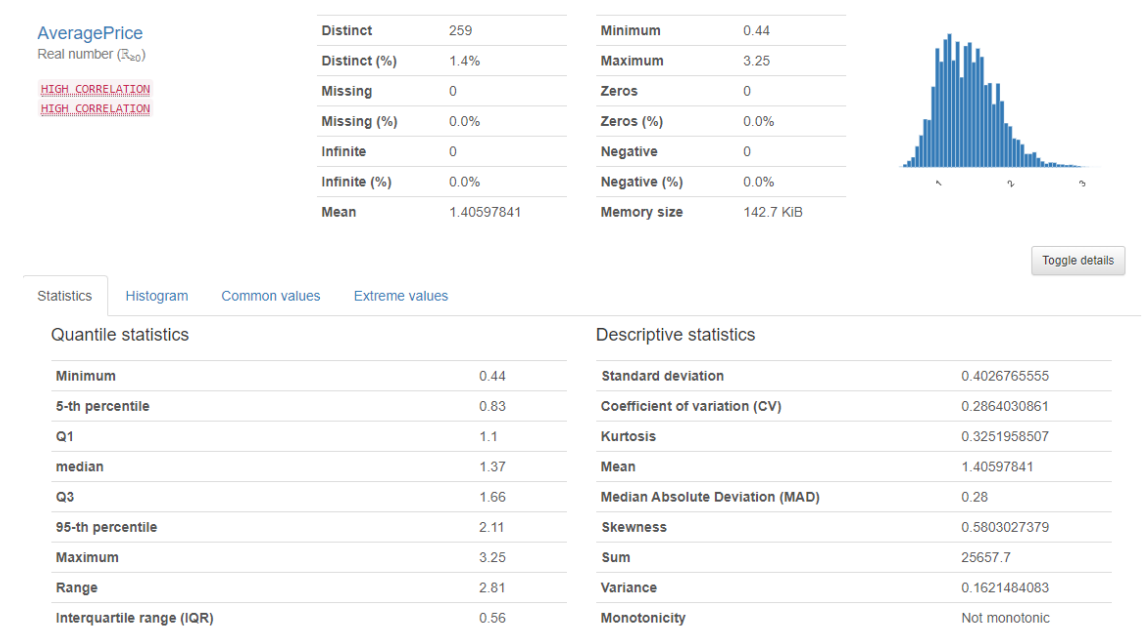 AveragePrice
Real number (ℝ≥0)
HIGH CORRELATION
HIGH CORRELATION
Distinct 259
Distinct (%) 1.4%
Missing 0
Missing (%) 0.0%
Infinite 0
Infinite (%) 0.0%
Mean 1.40597841
Minimum 0.44
Maximum 3.25
Zeros 0
Zeros (%) 0.0%
Negative 0
Negative (%) 0.0%
Memory size 142.7 KiB
1 2 3
Toggle details
Statistics Histogram Common values Extreme values
Quantile statistics
Minimum 0.44
5-th percentile 0.83
Q1 1.1
median 1.37
Q3 1.66
95-th percentile 2.11
Maximum 3.25
Range 2.81
Interquartile range (IQR) 0.56
Descriptive statistics
Standard deviation 0.4026765555
Coefficient of variation (CV) 0.2864030861
Kurtosis 0.3251958507
Mean 1.40597841
Median Absolute Deviation (MAD) 0.28
Skewness 0.5803027379
Sum 25657.7
Variance 0.1621484083
Monotonicity Not monotonic